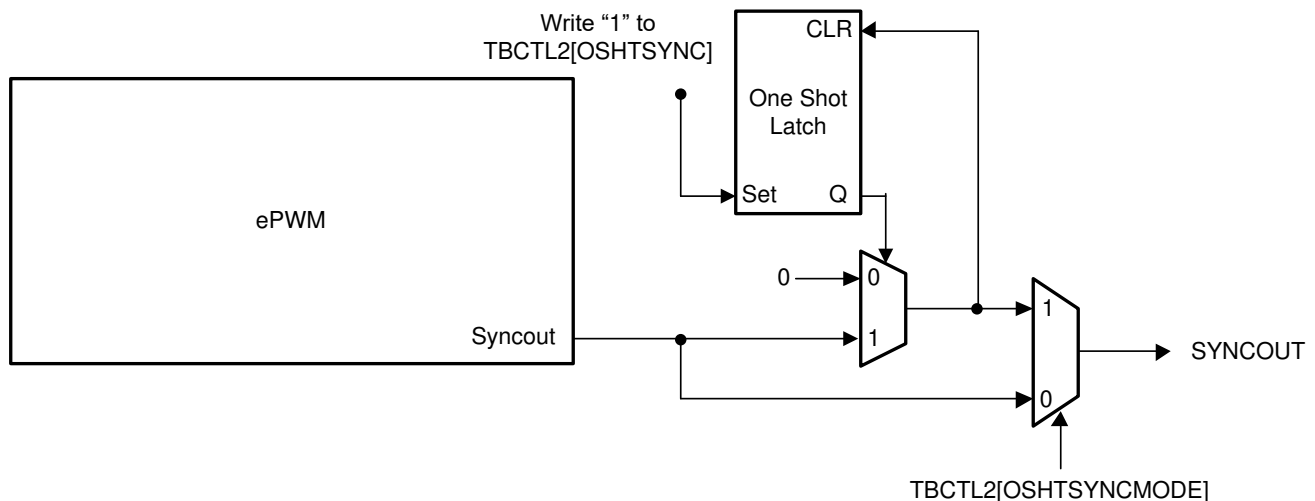 Write “1” to
TBCTL2[OSHTSYNC]
CLR
One Shot
Latch
Set
Q
ePWM
0
0
1
Syncout
1
0
SYNCOUT
TBCTL2[OSHTSYNCMODE]